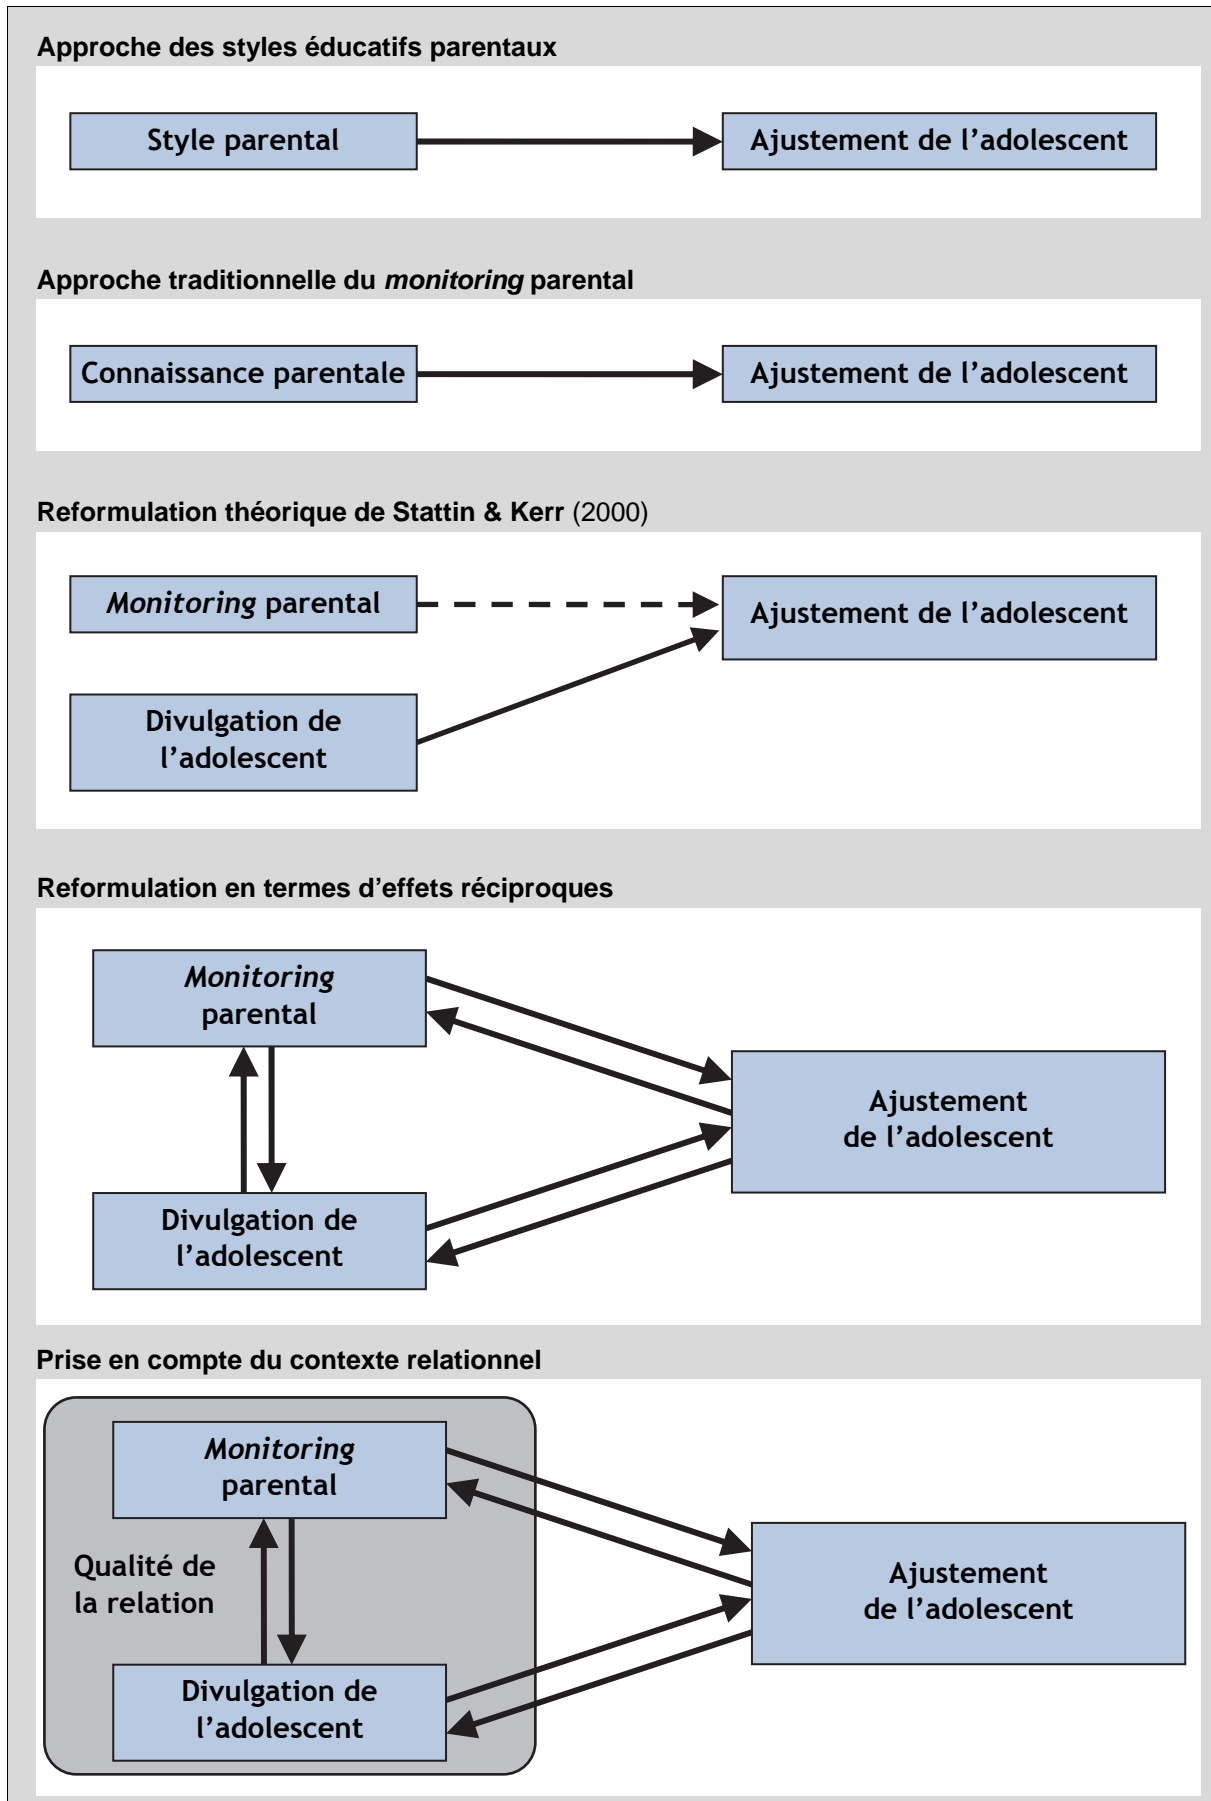 Approche des styles éducatifs parentaux
Style parental
Ajustement de l’adolescent
Approche traditionnelle du monitoring parental
Connaissance parentale
Ajustement de l’adolescent
Reformulation théorique de Stattin & Kerr (2000)
Monitoring parental
Ajustement de l’adolescent
Divulgation de
l’adolescent
Reformulation en termes d’effets réciproques
Monitoring
parental
Ajustement
de l’adolescent
Divulgation de
l’adolescent
Prise en compte du contexte relationnel
Monitoring
parental
Qualité de
la relation
Ajustement
de l’adolescent
Divulgation de
l’adolescent